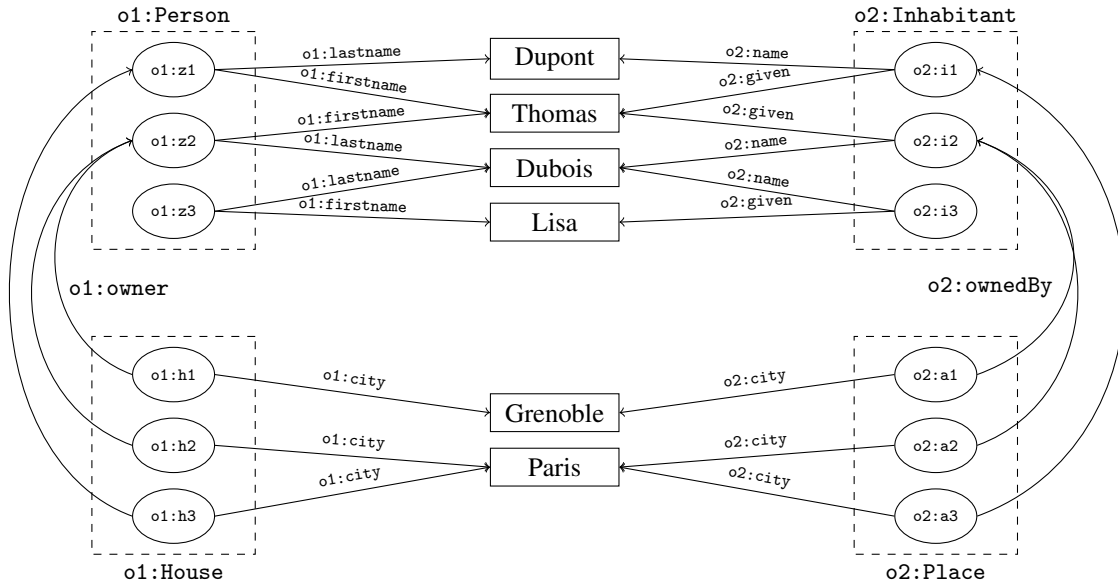 o1:Person
o2:Inhabitant
o1:z1
o1:lastname
Dupont
o2:name
o2:i1
o1:firstname
o2:given
Thomas
o1:firstname
o2:given
o1:z2
o1:lastname
Dubois
o2:name
o2:i2
o1:lastname
o2:name
o1:z3
o1:firstname
Lisa
o2:given
o2:i3
o1:owner
o2:ownedBy
o1:h1
o1:city
Grenoble
o2:city
o2:a1
o1:h2
o1:city
Paris
o2:city
o2:a2
o1:h3
o1:city
o2:city
o2:a3
o1:House
o2:Place